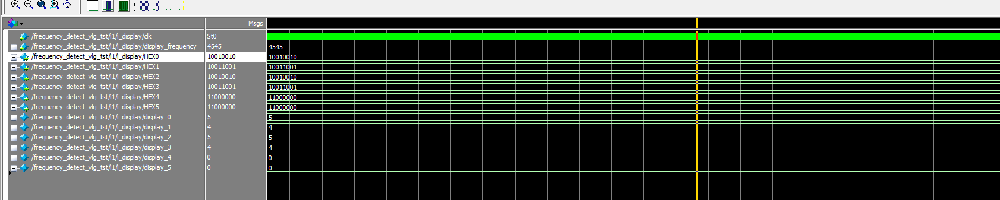 Msgs
/frequency_detect_vlg_tst/i1/i_display/clk St0
/frequency_detect_vlg_tst/i1/i_display/display_frequency 4545 4545
/frequency_detect_vlg_tst/i1/i_display/HEX0 10010010 10010010
/frequency_detect_vlg_tst/i1/i_display/HEX1 10011001 10011001
/frequency_detect_vlg_tst/i1/i_display/HEX2 10010010 10010010
/frequency_detect_vlg_tst/i1/i_display/HEX3 10011001 10011001
/frequency_detect_vlg_tst/i1/i_display/HEX4 11000000 11000000
/frequency_detect_vlg_tst/i1/i_display/HEX5 11000000 11000000
/frequency_detect_vlg_tst/i1/i_display/display_0 5 5
/frequency_detect_vlg_tst/i1/i_display/display_1 4 4
/frequency_detect_vlg_tst/i1/i_display/display_2 5 5
/frequency_detect_vlg_tst/i1/i_display/display_3 4 4
/frequency_detect_vlg_tst/i1/i_display/display_4 0 0
/frequency_detect_vlg_tst/i1/i_display/display_5 0 0